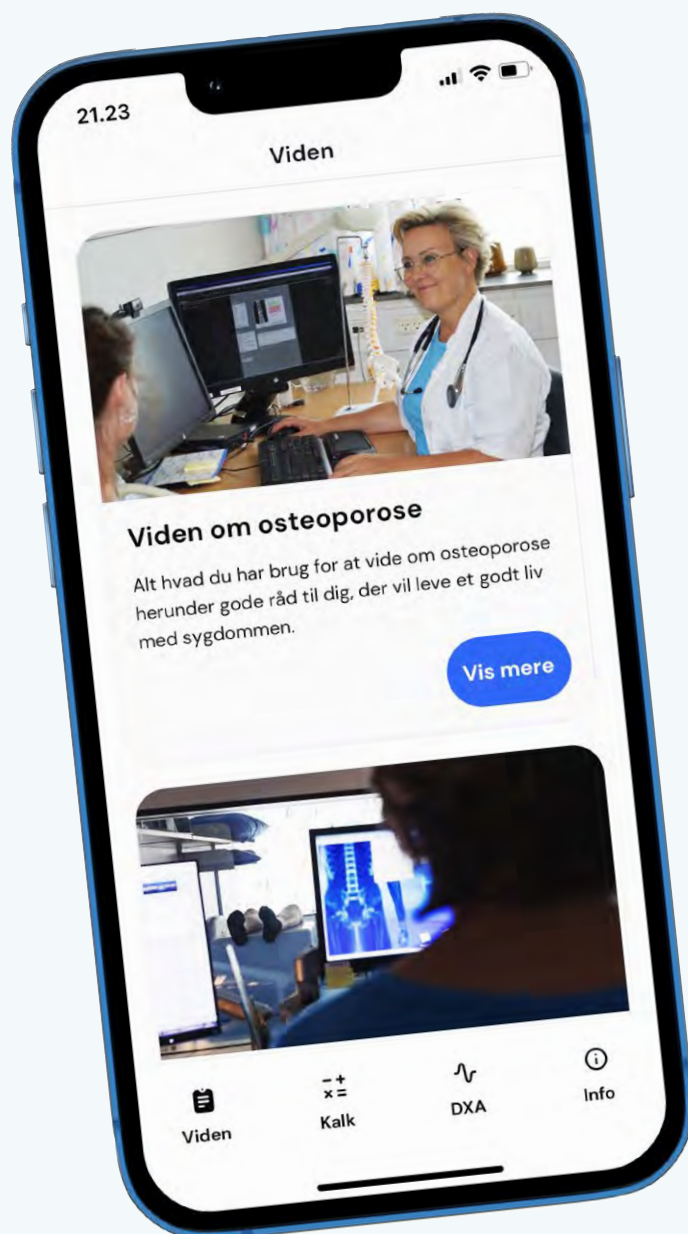 21.23
Viden
Viden om osteoporose
Alt hvad du har brug for at vide om osteoporose
herunder gode råd til dig, der vil leve et godt liv
med sygdommen.
Vis mere
Viden
Kalk
DXA
Info